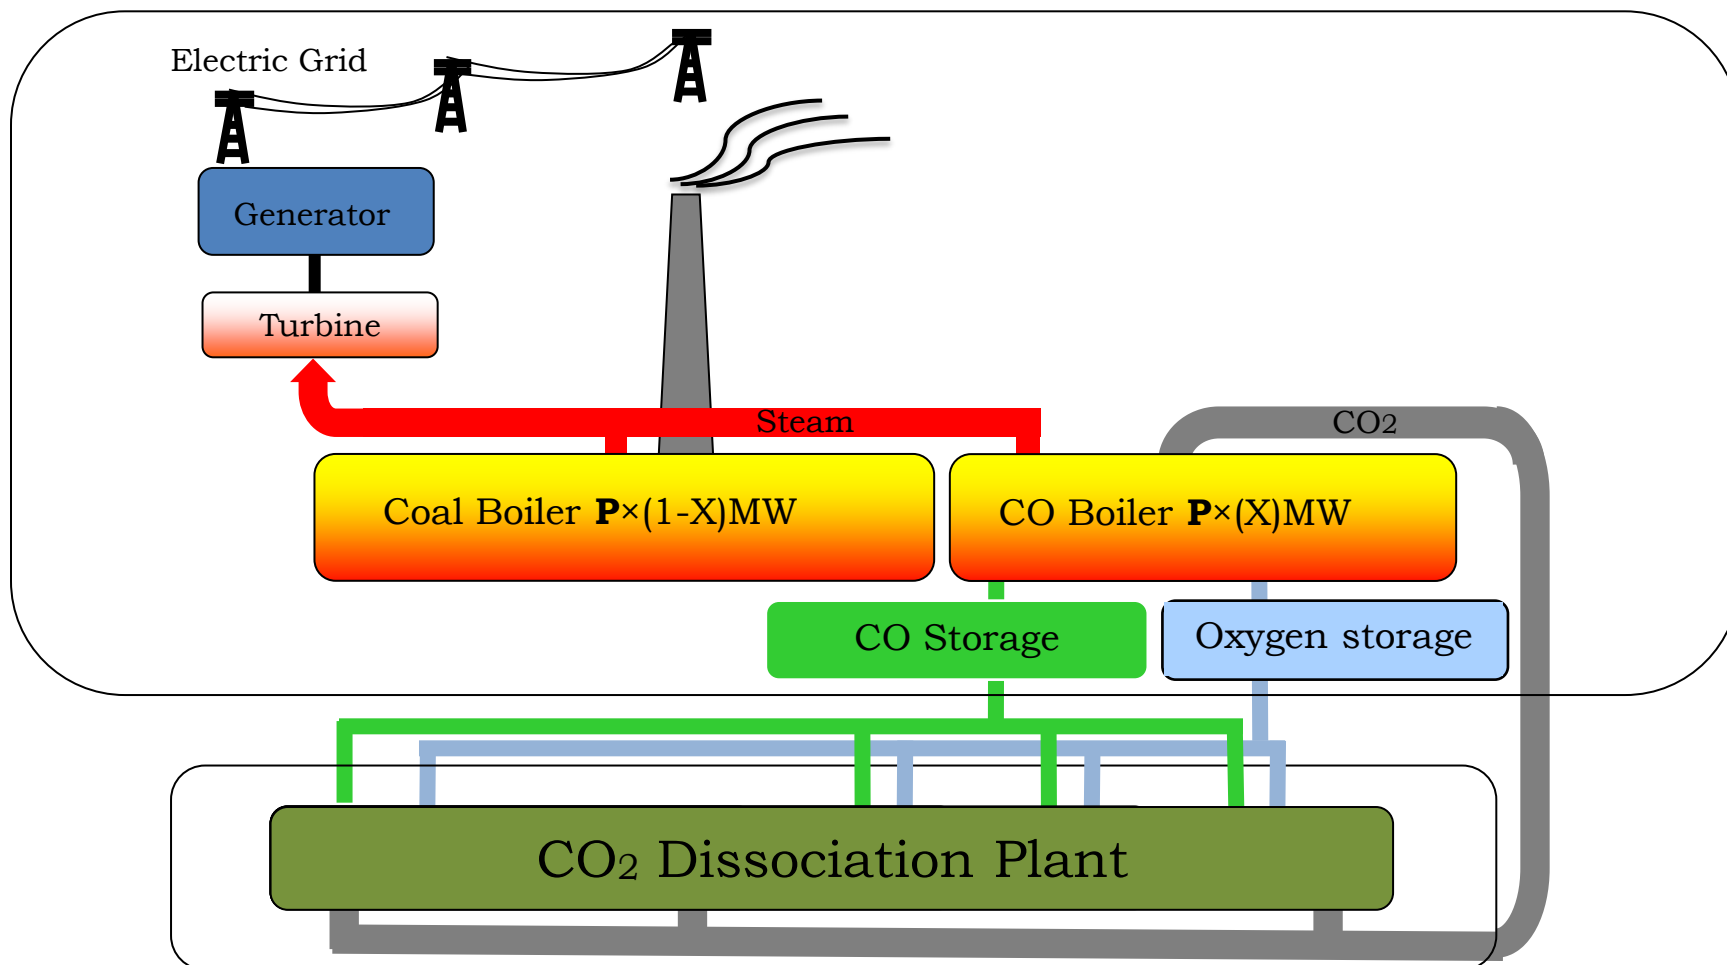 Electric Grid
Generator
Turbine
Steam
CO2
Coal Boiler P×(1-X)MW
CO Boiler P×(X)MW
CO Storage
Oxygen storage
CO₂ Dissociation Plant